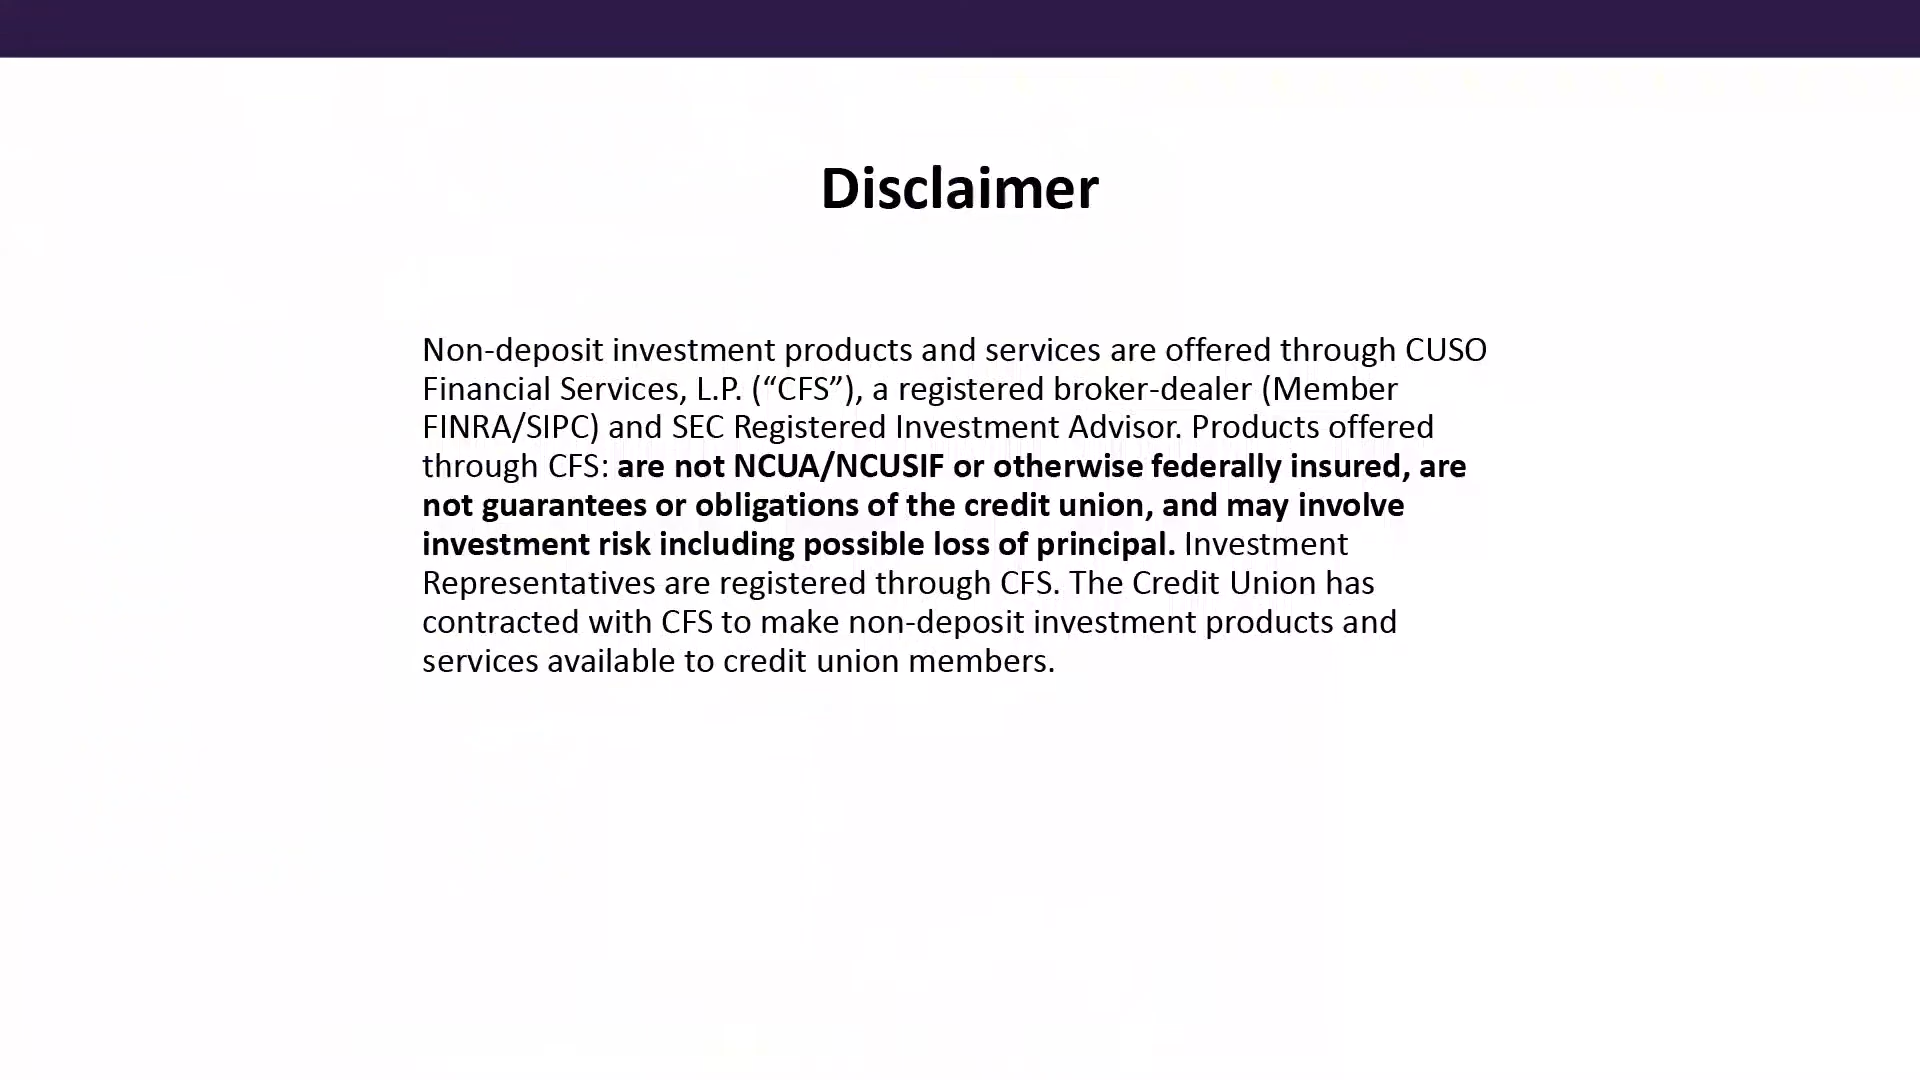 Disclaimer
Non-deposit investment products and services are offered through CUSO
Financial Services, L.P. (“CFS”), a registered broker-dealer (Member
FINRA/SIPC) and SEC Registered Investment Advisor. Products offered
through CFS: are not NCUA/NCUSIF or otherwise federally insured, are
not guarantees or obligations of the credit union, and may involve
investment risk including possible loss of principal. Investment
Representatives are registered through CFS. The Credit Union has
contracted with CFS to make non-deposit investment products and
services available to credit union members.